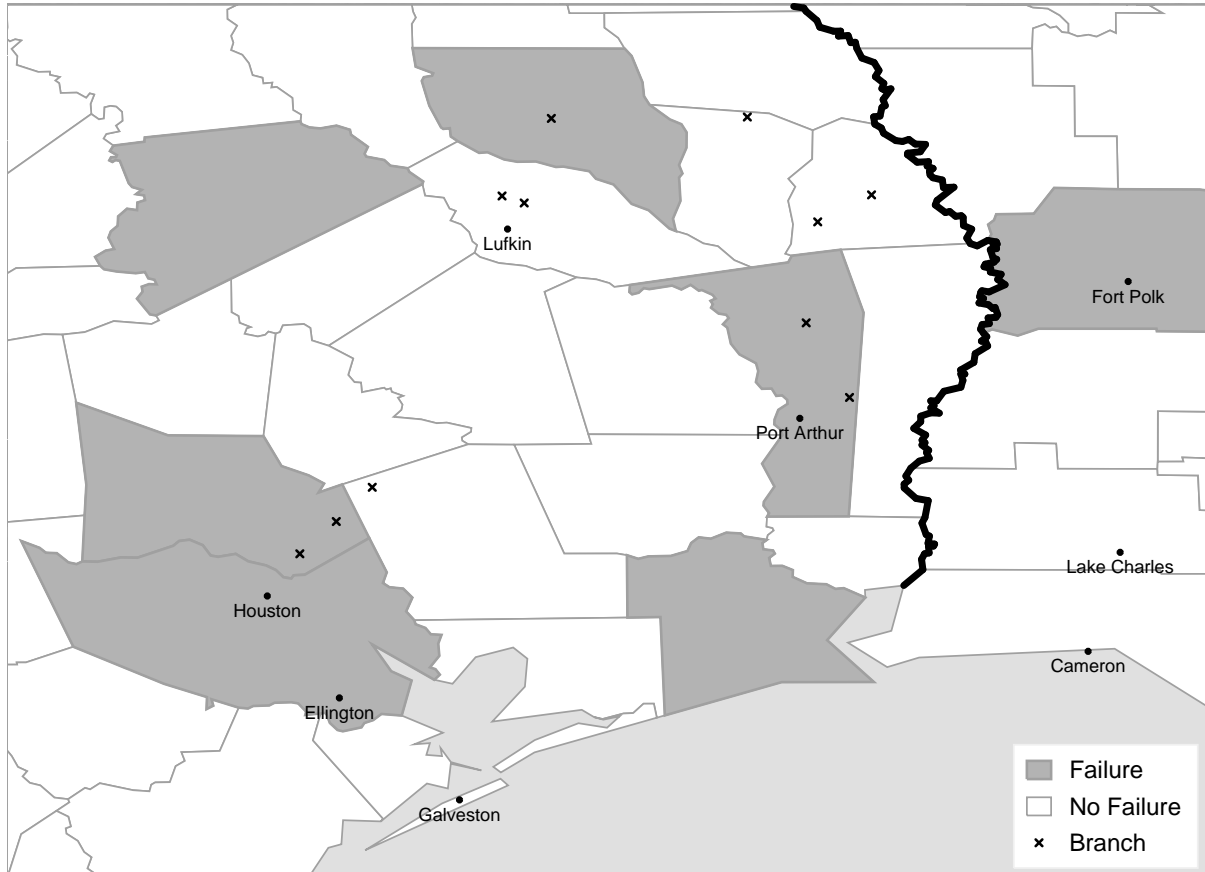 Lufkin
Fort Polk
Port Arthur
Lake Charles
Houston
Cameron
Ellington
Galveston
Failure
No Failure
Branch